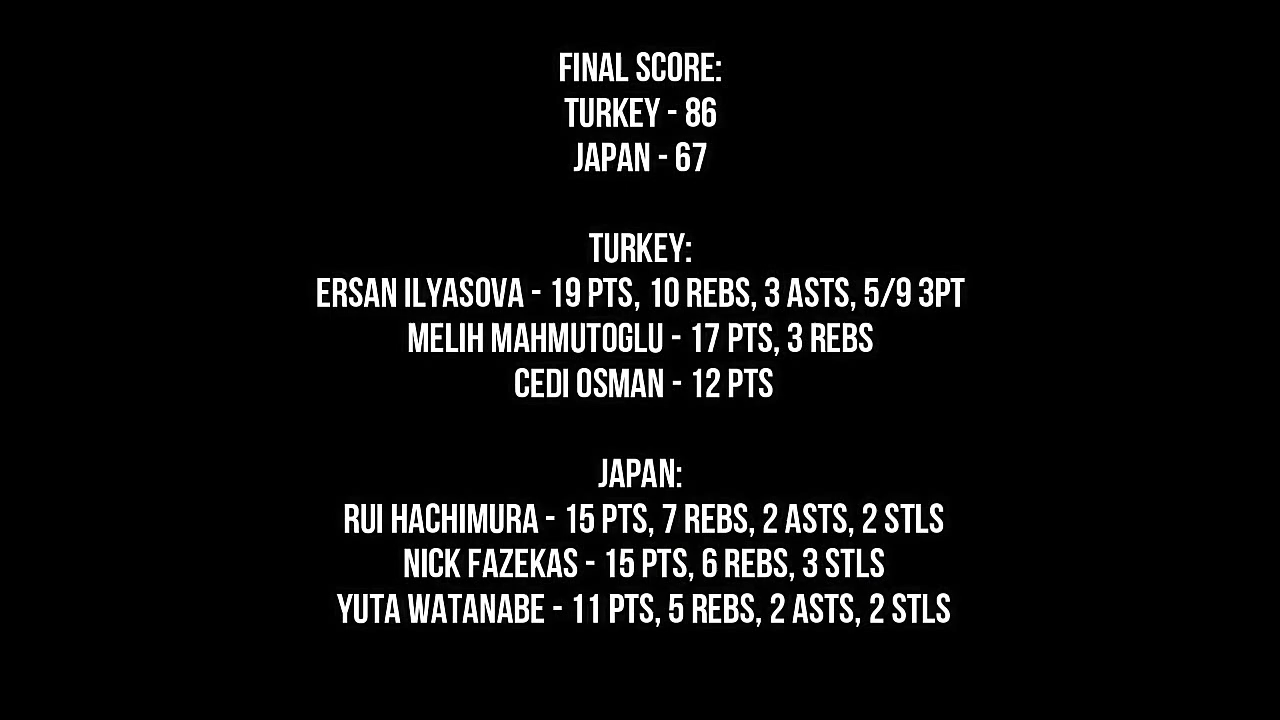 FINAL SCORE:
TURKEY - 86
JAPAN - 67
TURKEY:
ERSAN ILYASOVA - 19 PTS, 10 REBS, 3 ASTS, 5/9 3PT
MELIH MAHMUTOGLU - 17 PTS, 3 REBS
CEDI OSMAN - 12 PTS
JAPAN:
RUI HACHIMURA - 15 PTS, 7 REBS, 2 ASTS, 2 STLS
NICK FAZEKAS - 15 PTS, 6 REBS, 3 STLS
YUTA WATANABE - 11 PTS, 5 REBS, 2 ASTS, 2 STLS